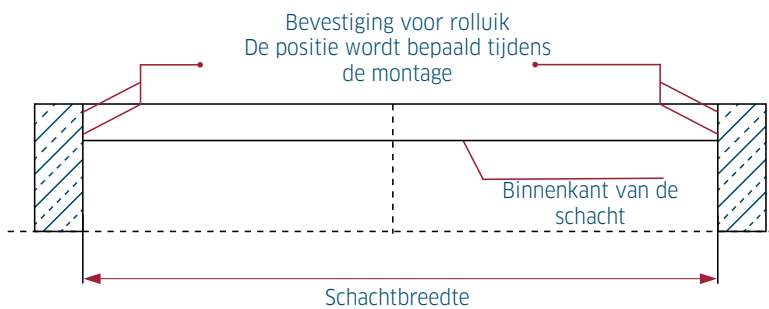 Bevestiging voor rolluik
De positie wordt bepaald tijdens
de montage
Binnenkant van de
schacht
Schachtbreedte